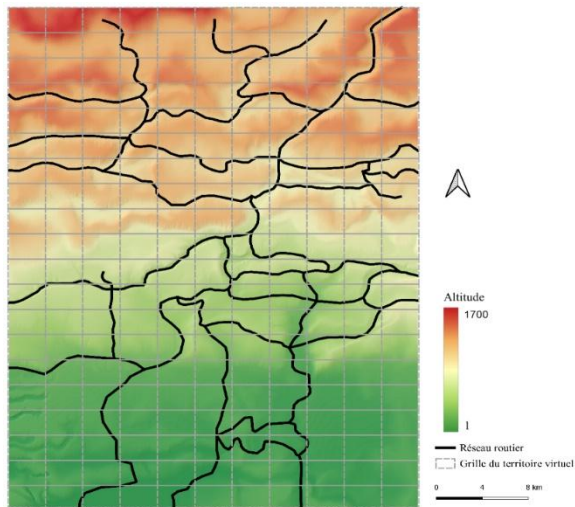 Altitude
1700
1
Réseau routier
Grille du territoire virtuel
0 4 8 km